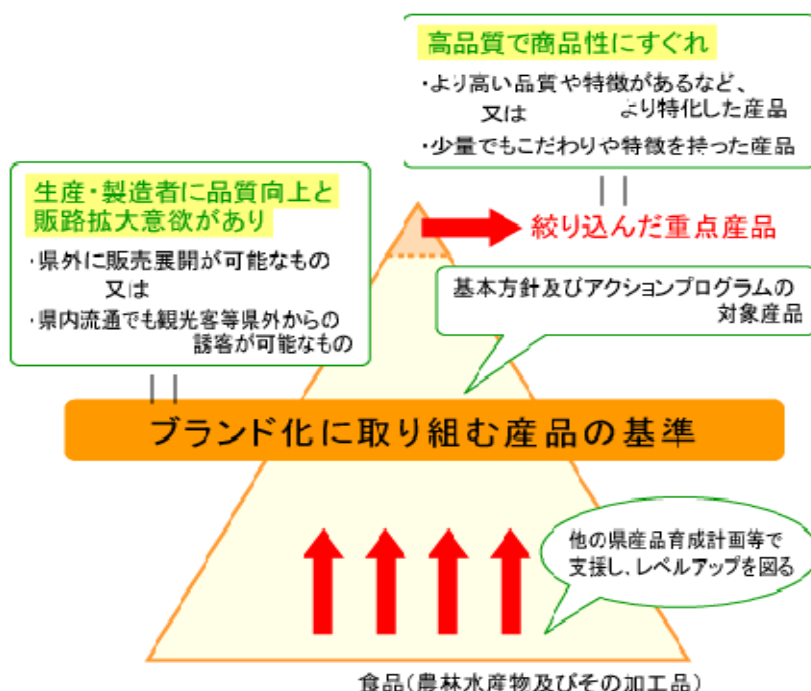 高品質で商品性にすぐれ
・より高い品質や特徴があるなど、
又は　より特化した産品
・少量でもこだわりや特徴を持った産品
生産・製造者に品質向上と
販路拡大意欲があり
・県外に販売展開が可能なもの
又は
・県内流通でも観光客等県外からの
誘客が可能なもの
絞り込んだ重点産品
基本方針及びアクションプログラムの
対象産品
ブランド化に取り組む産品の基準
他の県産品育成計画等で
支援し、レベルアップを図る
食品(農林水産物及びその加工品)